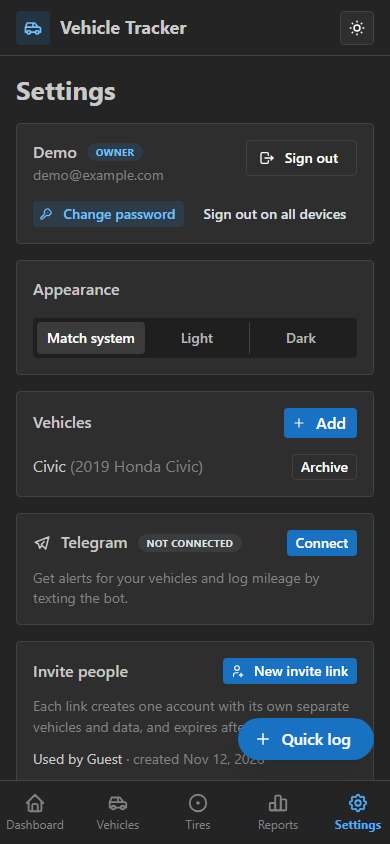 Vehicle Tracker
Settings
Demo OWNER
demo@example.com
Sign out
Change password
Sign out on all devices
Appearance
Match system
Light
Dark
Vehicles
Add
Civic (2019 Honda Civic)
Archive
Telegram NOT CONNECTED
Connect
Get alerts for your vehicles and log mileage by
texting the bot.
Invite people
New invite link
Each link creates one account with its own separate
vehicles and data, and expires
Used by Guest · created Nov 12,
Quick log
Dashboard
Vehicles
Tires
Reports
Settings